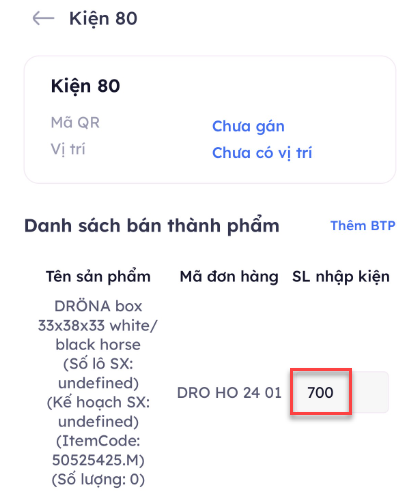 Kiện 80
Kiện 80
Mã QR Chưa gán
Vị trí Chưa có vị trí
Danh sách bán thành phẩm Thêm BTP
Tên sản phẩm Mã đơn hàng SL nhập kiện
DRÖNA box
33x38x33 white/
black horse
(Số lô SX:
undefined)
(Kế hoạch SX:
undefined)
(ItemCode:
50525425.M)
(Số lượng: 0)
DRO HO 24 01
700